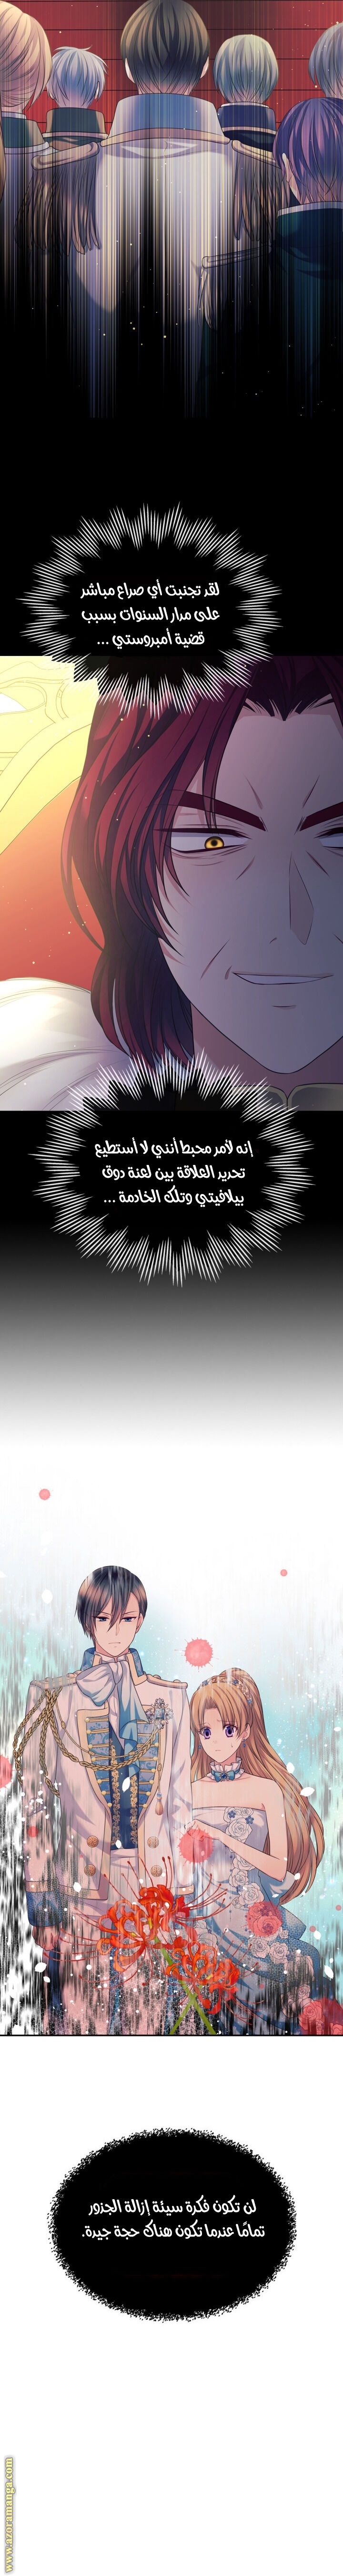 لقد تجنبت أي صراع مباشر
على مدار السنوات بسبب
قضية أمبروستي ...
إنه لأمر محبط أنني لا أستطيع
تحديد العلاقة بين لعنة دوق
بيلافيتي وتلك الخادمة ...
لن تكون فكرة سيئة إزالة الجذور
تمامًا عندما تكون هناك حجة جيدة.
www.azoramanga.com